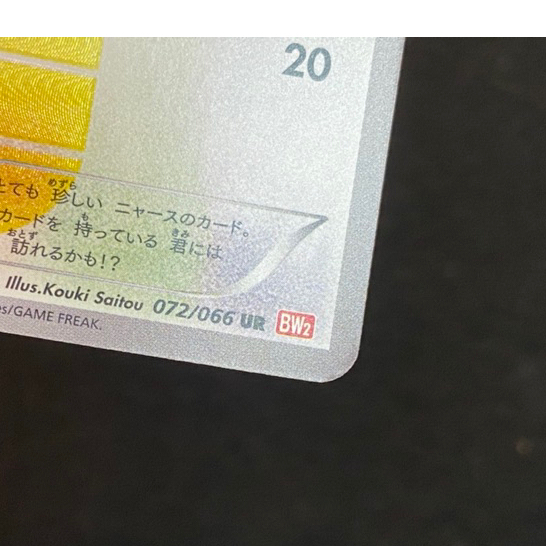 20
とても 珍しい ニャースのカード。
カードを 持っている 君には
訪れるかも!?
Illus.Kouki Saitou 072/066 UR BW2
s/GAME FREAK.